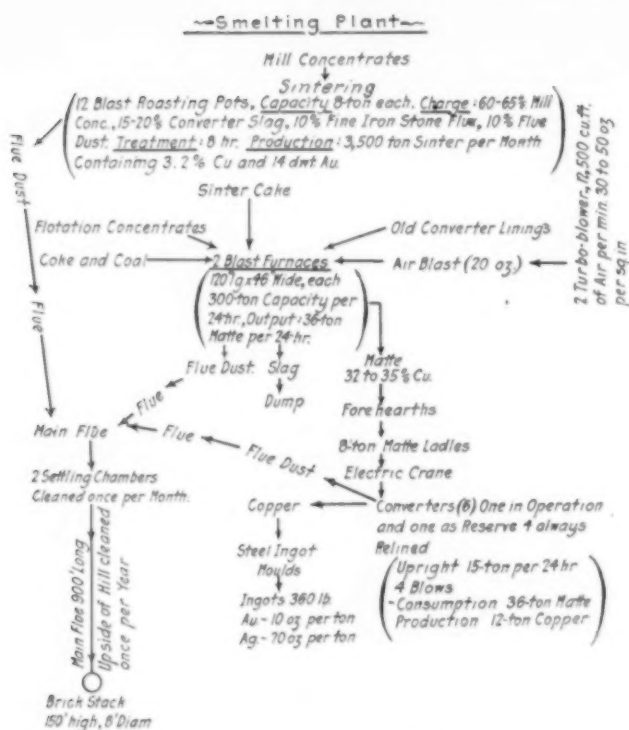 Smelting Plant
Mill Concentrates
Sintering
12 Blast Roasting Pots, Capacity 8-ton each. Charge: 60-65% Mill
Conc., 15-20% Converter Slag, 10% Fine Iron Stone Flux, 10% Flue
Dust. Treatment: 8 hr. Production: 3,500 ton Sinter per Month
Containing 3.2% Cu and 14 dwt Au.
Flue Dust
Flue
Sinter Cake
Flotation Concentrates
Old Converter Linings
Coke and Coal
2 Blast Furnaces
Air Blast (20 oz.)
2 Turbo-blower, 12,500 cu.ft.
of Air per min. 30 to 50 oz
per sq in
120"lg x 46" Wide, each
300-ton Capacity per
24hr, Output: 36-ton
Matte per 24-hr.
Flue Dust
Slag
Dump
Flue
Matte
32 to 35% Cu.
Forehearths
8-ton Matte Ladles
Electric Crane
Main Flue
Flue
Flue Dust
2 Settling Chambers
Cleaned once per Month.
Copper
Converters (6) One in Operation
and one as Reserve 4 always
Relined
Upright 15-ton per 24 hr
4 Blows
-Consumption 36-ton Matte
Production 12-ton Copper
Steel Ingot
Moulds
Ingots 360 lb.
Au.- 10 oz per ton
Ag.- 20 oz per ton
Main Flue 900' Long
Upside of Hill cleaned
once per Year
Brick Stack
150' high, 8' Diam